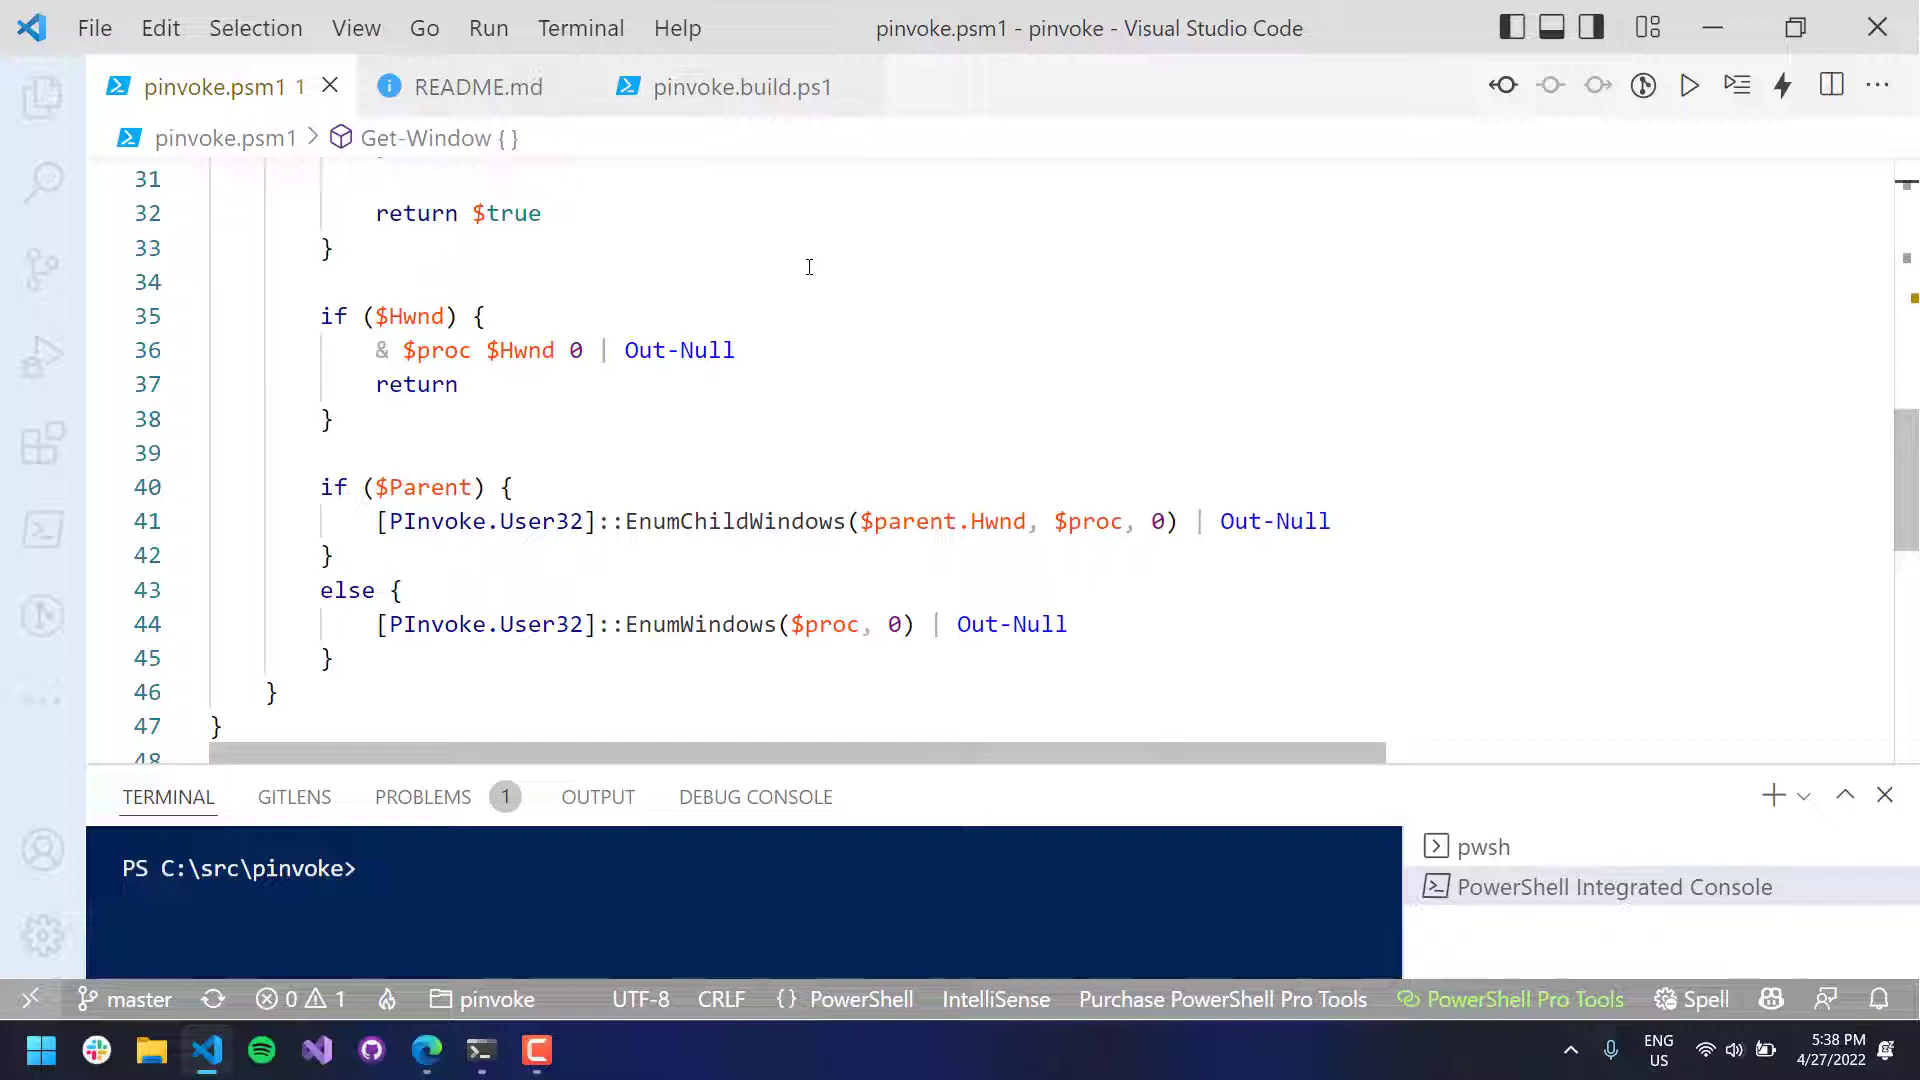 File Edit Selection View Go Run Terminal Help pinvoke.psm1 - pinvoke - Visual Studio Code
pinvoke.psm1 1 README.md pinvoke.build.ps1
pinvoke.psm1 > Get-Window { }
31
32 return $true
33 }
34
35 if ($Hwnd) {
36 & $proc $Hwnd 0 | Out-Null
37 return
38 }
39
40 if ($Parent) {
41 [PInvoke.User32]::EnumChildWindows($parent.Hwnd, $proc, 0) | Out-Null
42 }
43 else {
44 [PInvoke.User32]::EnumWindows($proc, 0) | Out-Null
45 }
46 }
47 }
48
TERMINAL GITLENS PROBLEMS 1 OUTPUT DEBUG CONSOLE
PS C:\src\pinvoke>
pwsh
PowerShell Integrated Console
master 0 1 pinvoke UTF-8 CRLF { } PowerShell IntelliSense Purchase PowerShell Pro Tools PowerShell Pro Tools Spell
ENG
US
5:38 PM
4/27/2022